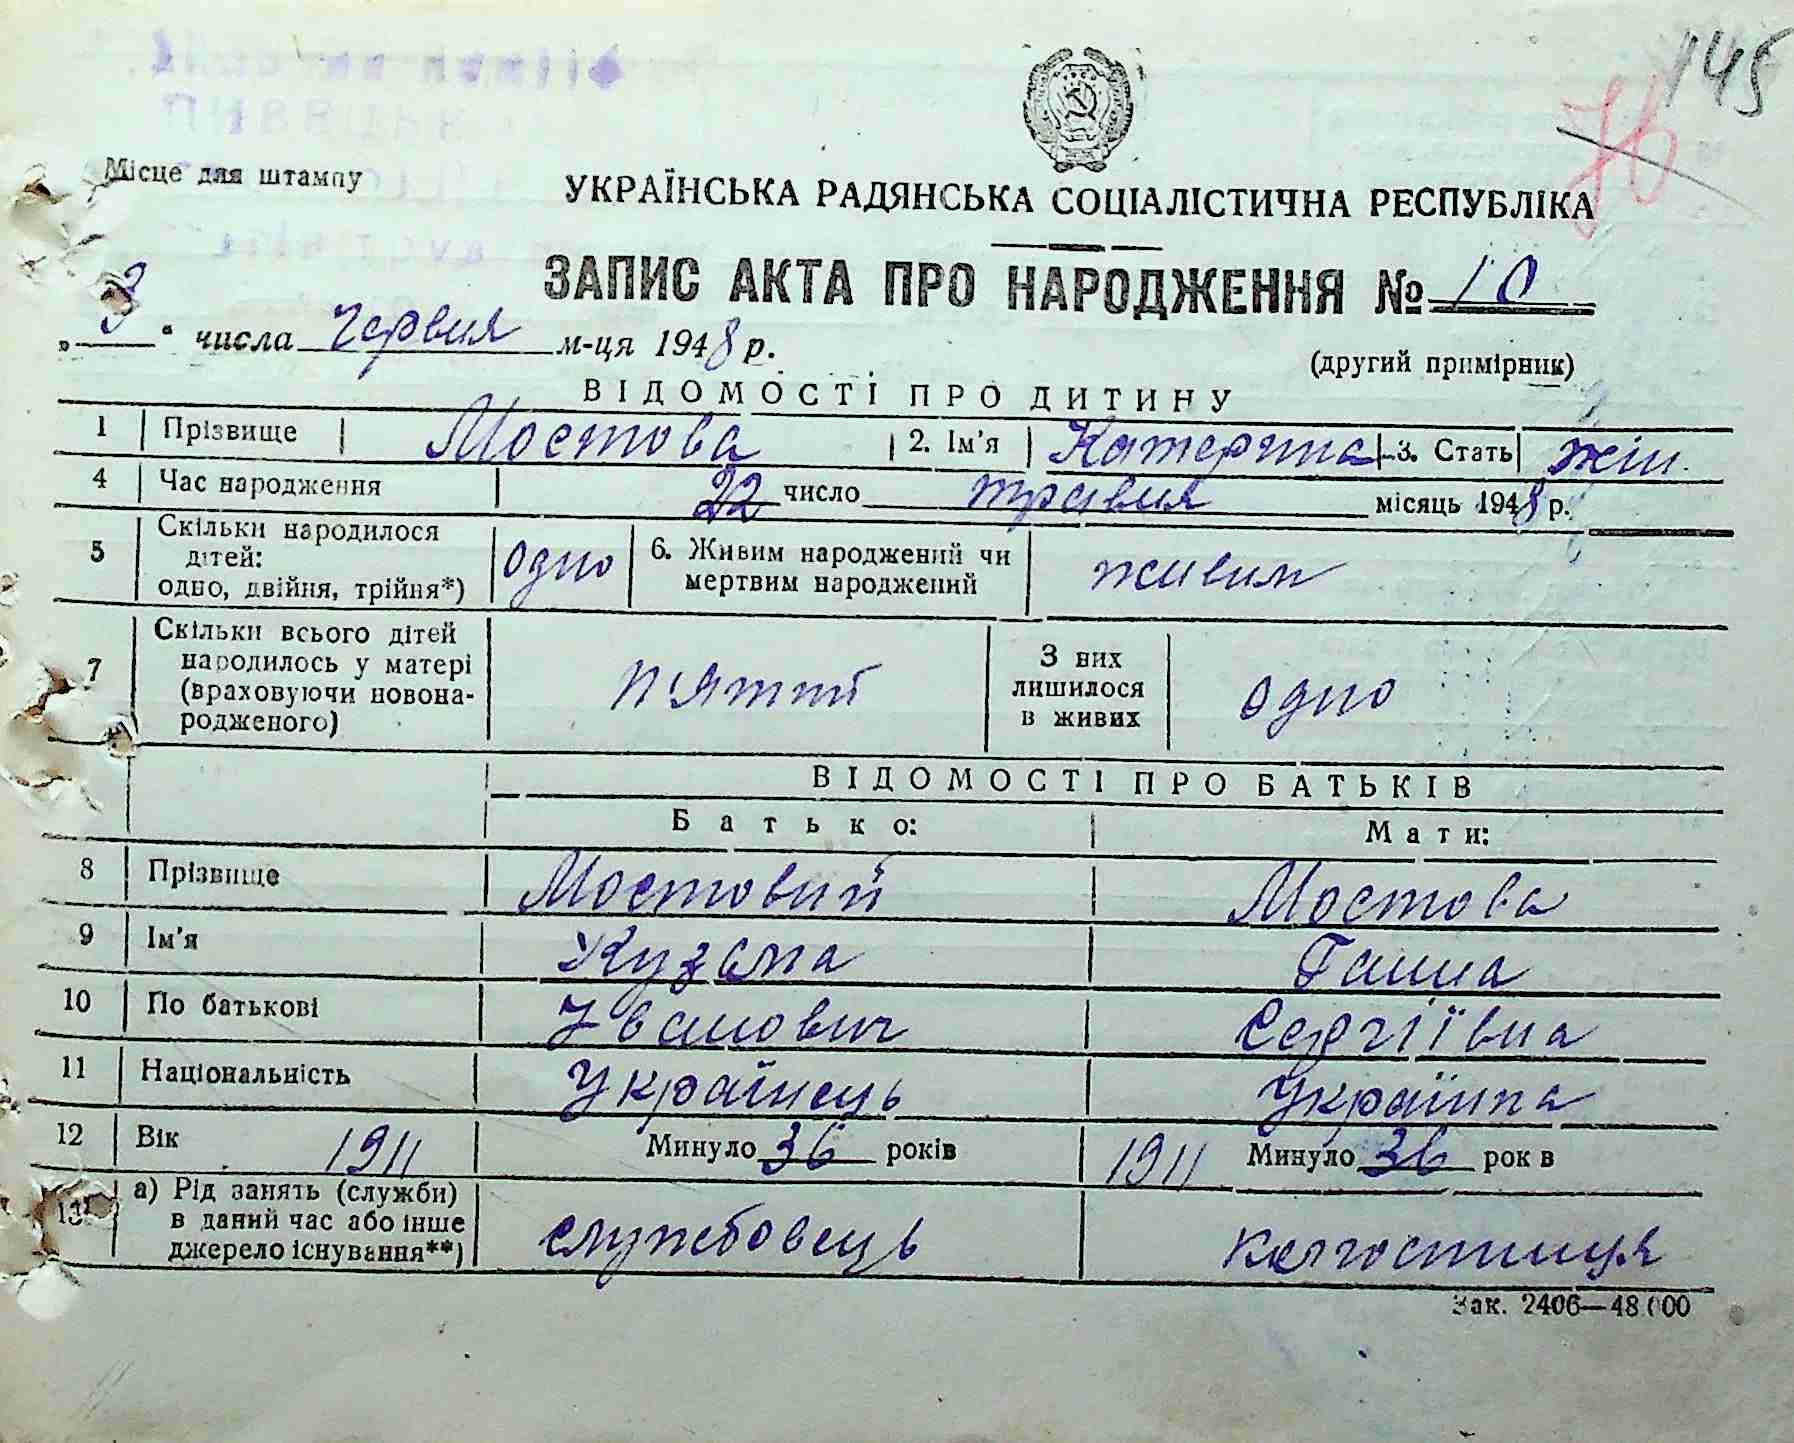 145
76
Місце для штампу
УКРАЇНСЬКА РАДЯНСЬКА СОЦІАЛІСТИЧНА РЕСПУБЛІКА
ЗАПИС АКТА ПРО НАРОДЖЕННЯ № 10
„3“ числа червня м-ця 1948 р.
(другий примірник)
ВІДОМОСТІ ПРО ДИТИНУ
1 Прізвище Мостова 2. Ім'я Катерина 3. Стать жін.
4 Час народження 22 число травня місяць 1948 р.
5 Скільки народилося дітей: одно, двійня, трійня*) одно 6. Живим народжений чи мертвим народжений живим
7 Скільки всього дітей народилось у матері (враховуючи новонародженого) п'ятий З них лишилося в живих одно
ВІДОМОСТІ ПРО БАТЬКІВ
Батько: Мати:
8 Прізвище Мостовий Мостова
9 Ім'я Кузьма Ганна
10 По батькові Іванович Сергіївна
11 Національність Українець Українка
12 Вік 1911 Минуло 36 років 1911 Минуло 36 рок в
13 а) Рід занять (служби) в даний час або інше джерело існування**) службовець колгоспниця
Зак. 2406—48.000